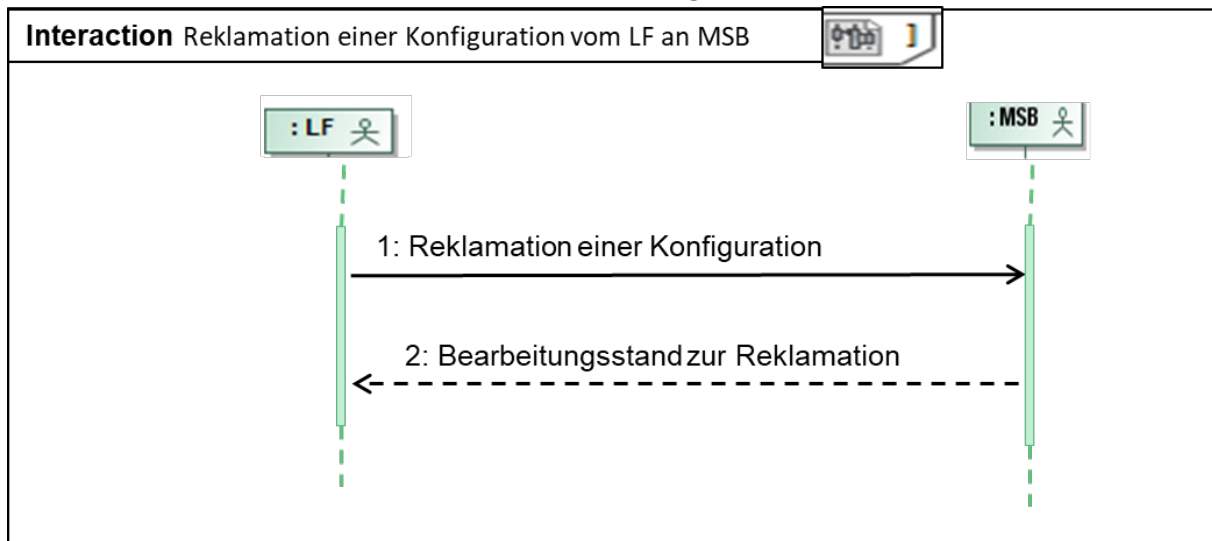 Interaction Reklamation einer Konfiguration vom LF an MSB
: LF
: MSB
1: Reklamation einer Konfiguration
2: Bearbeitungsstand zur Reklamation